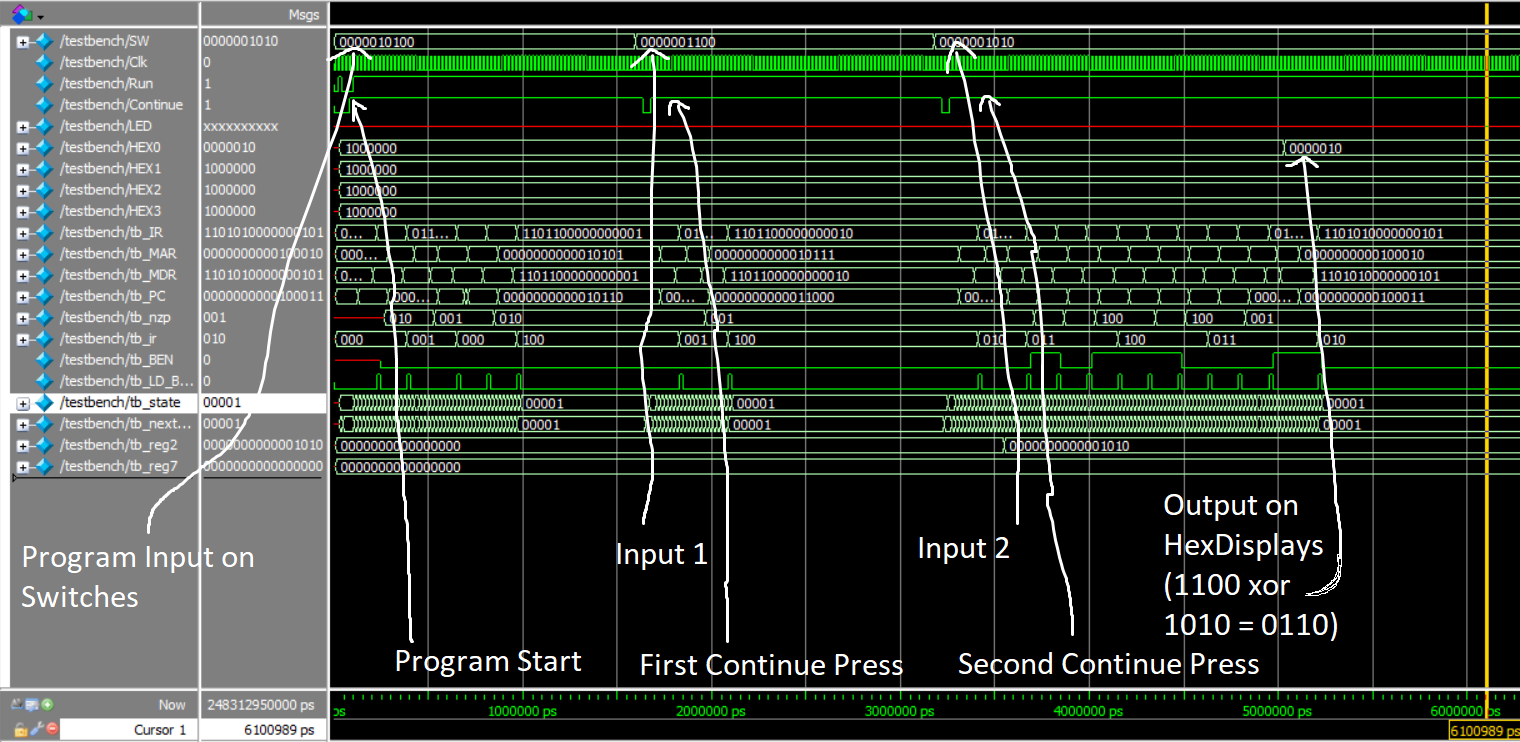 Msgs
/testbench/SW 0000001010 0000010100 0000001100 0000001010
/testbench/Clk 0
/testbench/Run 1
/testbench/Continue 1
/testbench/LED xxxxxxxxxx
/testbench/HEX0 0000010 1000000 0000010
/testbench/HEX1 1000000 1000000
/testbench/HEX2 1000000 1000000
/testbench/HEX3 1000000 1000000
/testbench/tb_IR 1101010000000101 0... 011... 1101100000000001 01... 1101100000000010 01... 01... 1101010000000101
/testbench/tb_MAR 0000000000100010 000... 0000000000010101 0000000000010111 0000000000100010
/testbench/tb_MDR 1101010000000101 0... 1101100000000001 1101100000000010 1101010000000101
/testbench/tb_PC 0000000000100011 000... 0000000000010110 00... 0000000000011000 00... 000... 0000000000100011
/testbench/tb_nzp 001 010 001 010 001 100 100 001
/testbench/tb_ir 010 000 001 000 100 001 100 010 011 100 011 010
/testbench/tb_BEN 0
/testbench/tb_LD_B... 0
/testbench/tb_state 00001 00001 00001 00001
/testbench/tb_next... 00001 00001 00001 00001
/testbench/tb_reg2 0000000000001010 0000000000000000 0000000000001010
/testbench/tb_reg7 0000000000000000 0000000000000000
Program Input on
Switches
Program Start
Input 1
First Continue Press
Input 2
Second Continue Press
Output on
HexDisplays
(1100 xor
1010 = 0110)
Now 248312950000 ps ps 1000000 ps 2000000 ps 3000000 ps 4000000 ps 5000000 ps 6000000 ps
Cursor 1 6100989 ps 6100989 ps